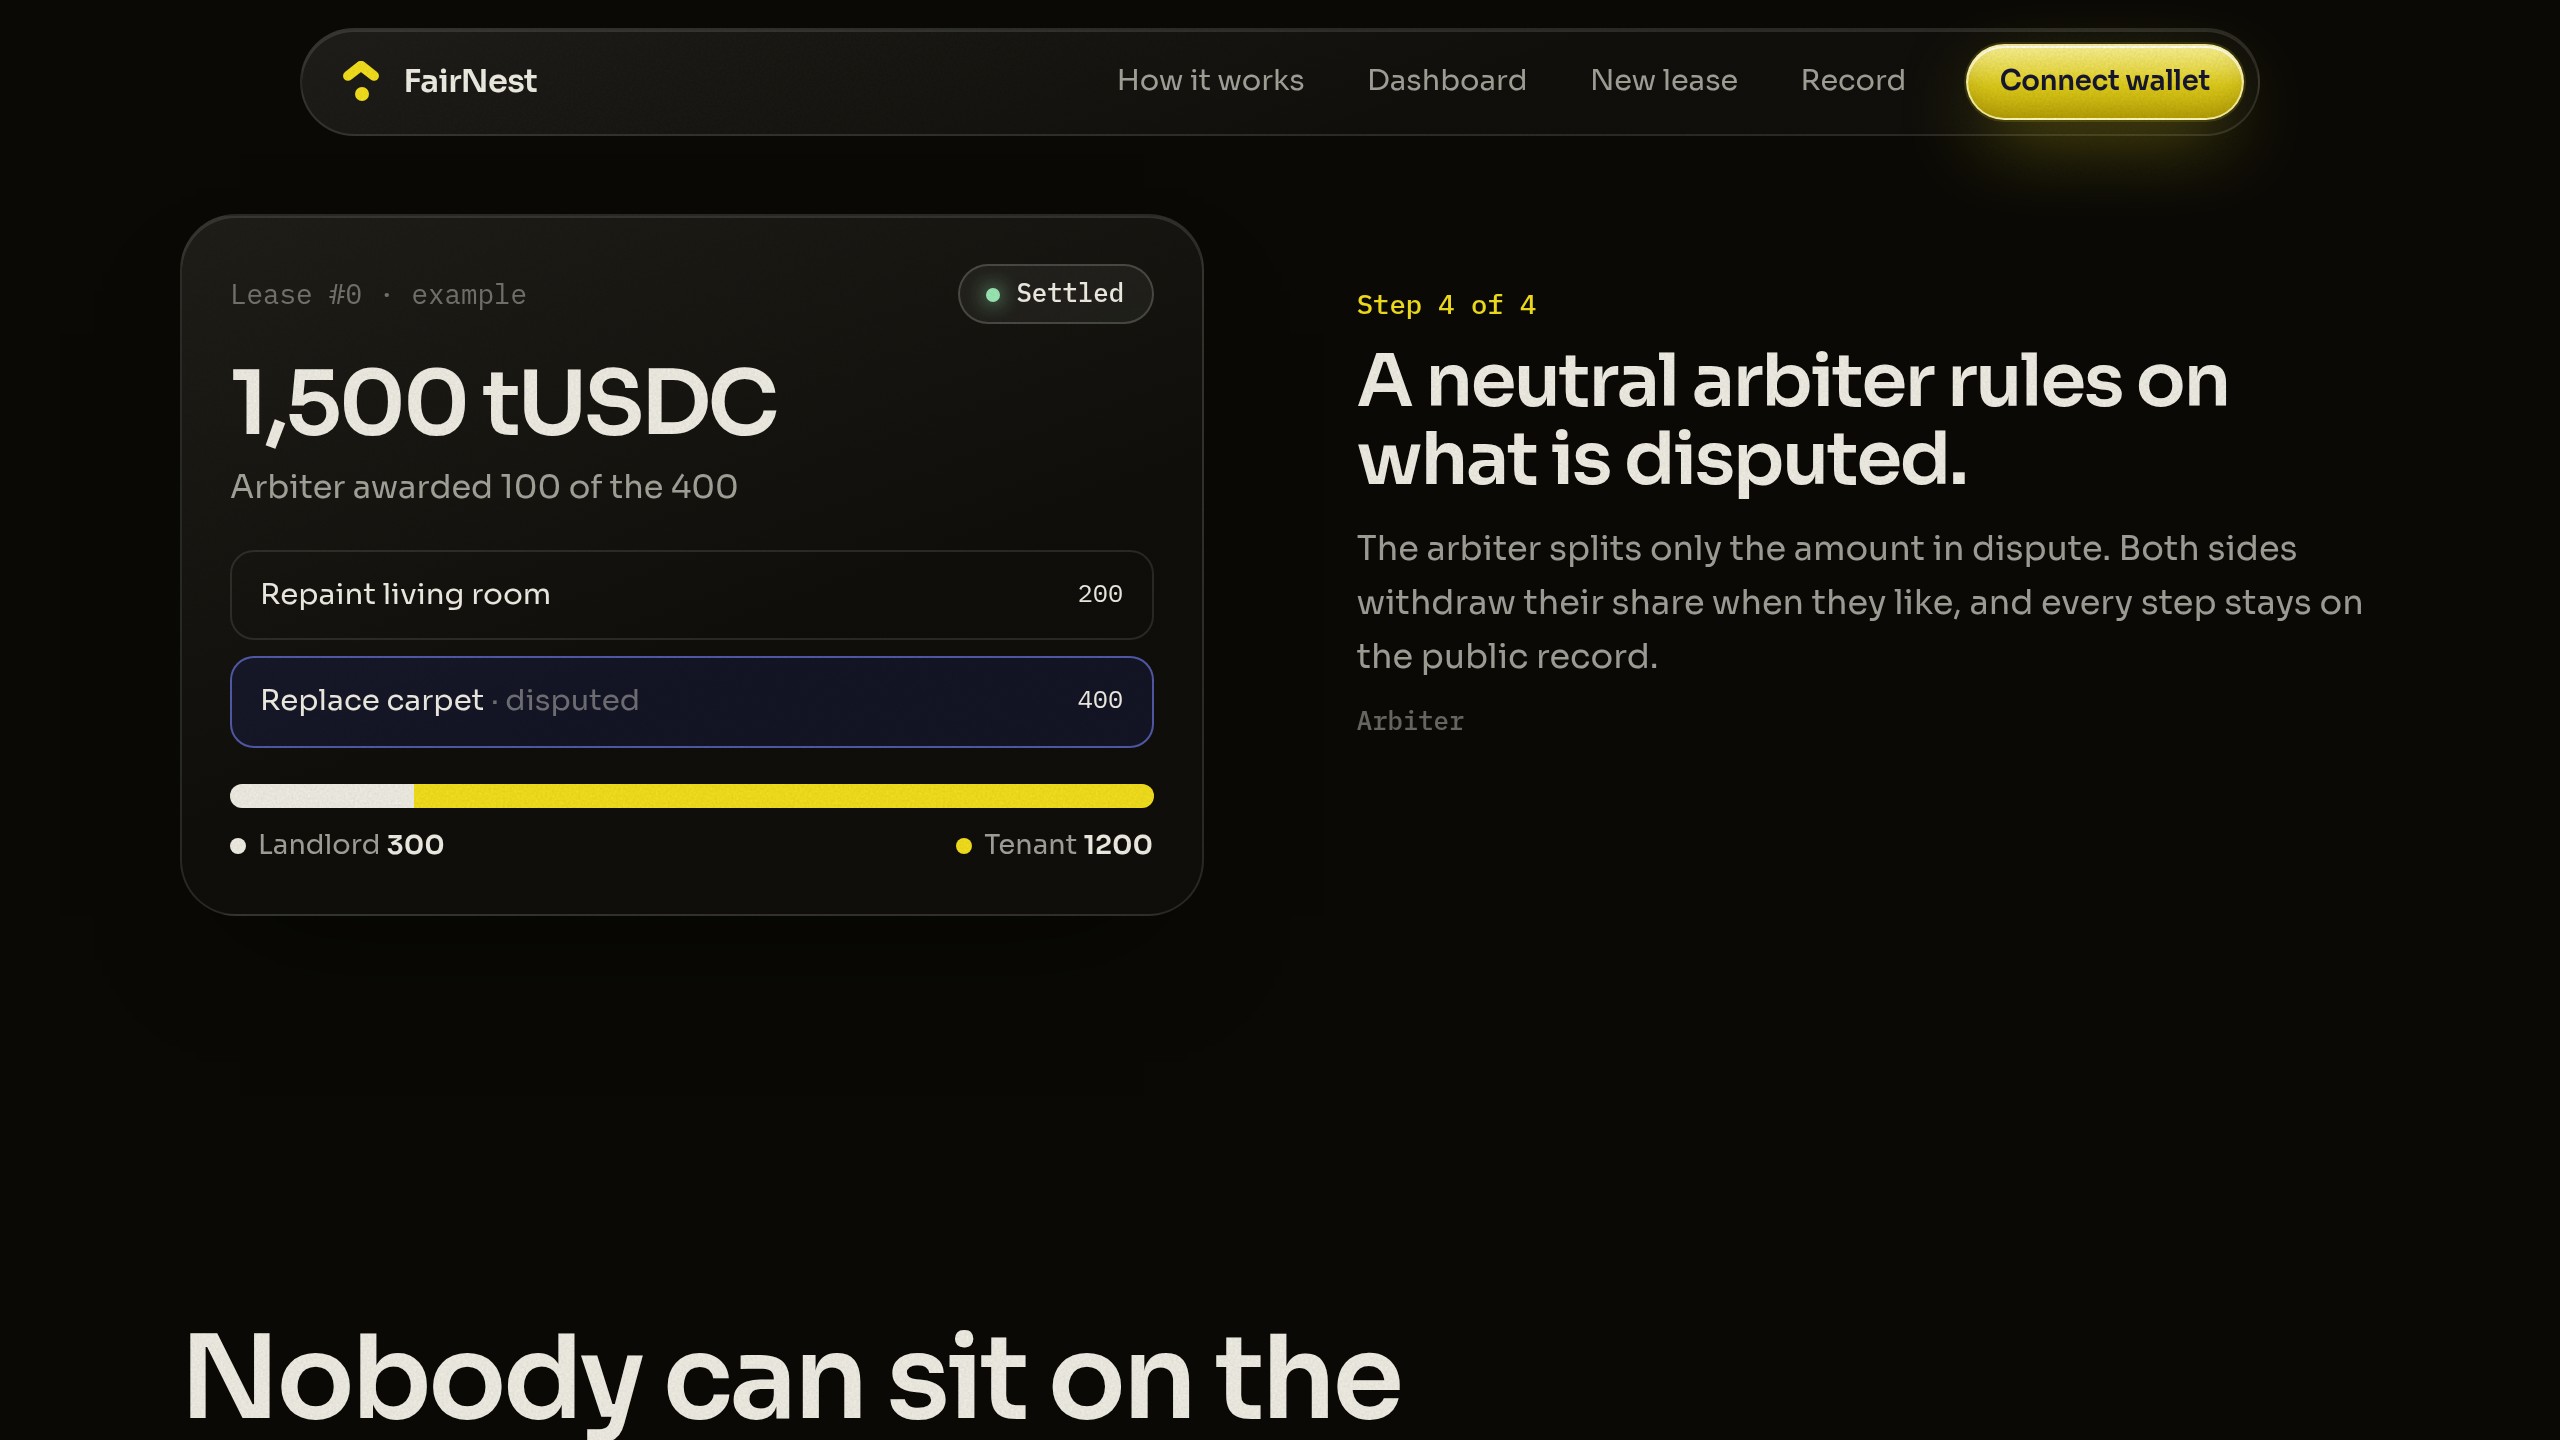 FairNest
How it works
Dashboard
New lease
Record
Connect wallet
Lease #0 · example
Settled
1,500 tUSDC
Arbiter awarded 100 of the 400
Repaint living room 200
Replace carpet · disputed 400
Landlord 300
Tenant 1200
Step 4 of 4
A neutral arbiter rules on
what is disputed.
The arbiter splits only the amount in dispute. Both sides
withdraw their share when they like, and every step stays on
the public record.
Arbiter
Nobody can sit on the